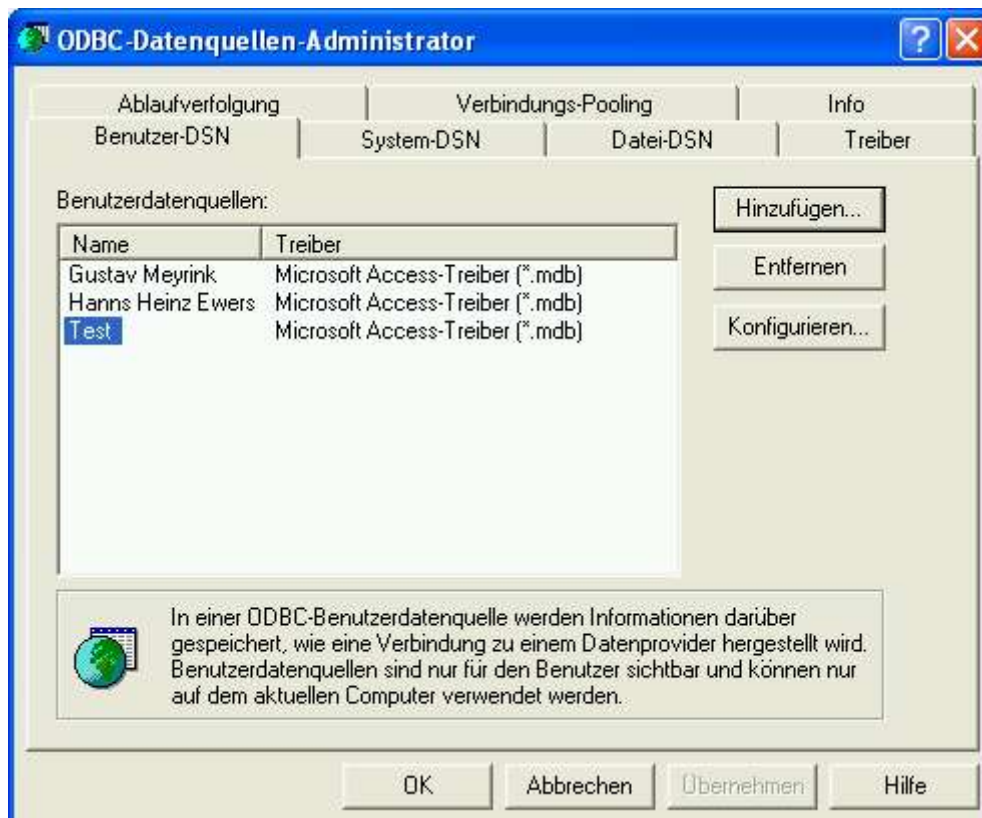 ODBC-Datenquellen-Administrator
Ablaufverfolgung Verbindungs-Pooling Info
Benutzer-DSN System-DSN Datei-DSN Treiber
Benutzerdatenquellen:
Hinzufügen...
Name Treiber
Gustav Meyrink Microsoft Access-Treiber (*.mdb)
Hanns Heinz Ewers Microsoft Access-Treiber (*.mdb)
Test Microsoft Access-Treiber (*.mdb)
Entfernen
Konfigurieren...
In einer ODBC-Benutzerdatenquelle werden Informationen darüber
gespeichert, wie eine Verbindung zu einem Datenprovider hergestellt wird.
Benutzerdatenquellen sind nur für den Benutzer sichtbar und können nur
auf dem aktuellen Computer verwendet werden.
OK Abbrechen Übernehmen Hilfe